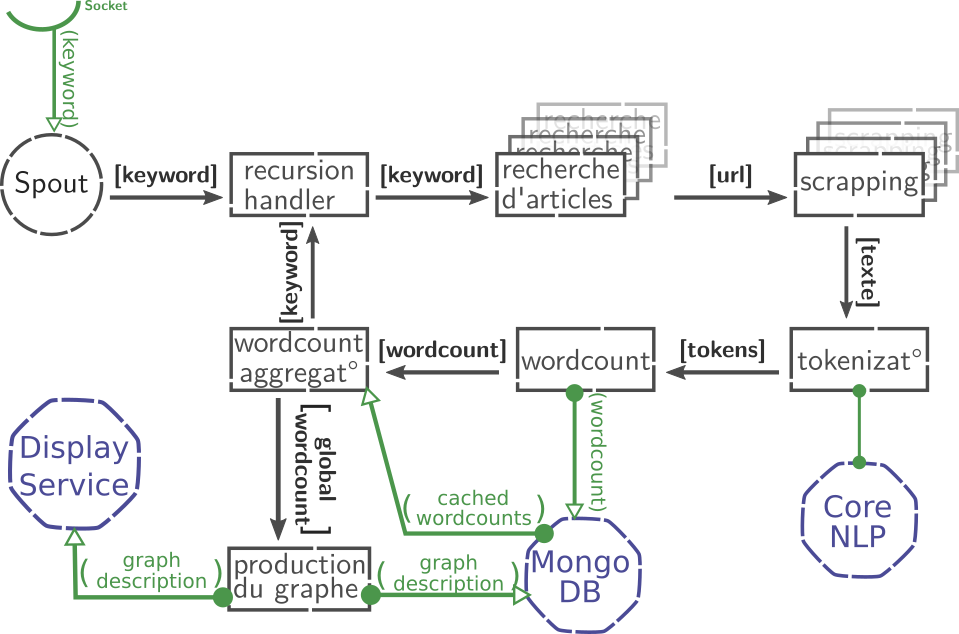 Socket
(keyword)
Spout
[keyword]
recursion
handler
[keyword]
recherche
recherche
recherche
recherche
d'articles
[url]
scrapping
scrapping
scrapping
[texte]
[keyword]
wordcount
aggregat°
[wordcount]
wordcount
[tokens]
tokenizat°
[global
wordcount]
(wordcount)
(cached
wordcounts)
Display
Service
Core
NLP
(graph
description)
production
du graphe
(graph
description)
Mongo
DB